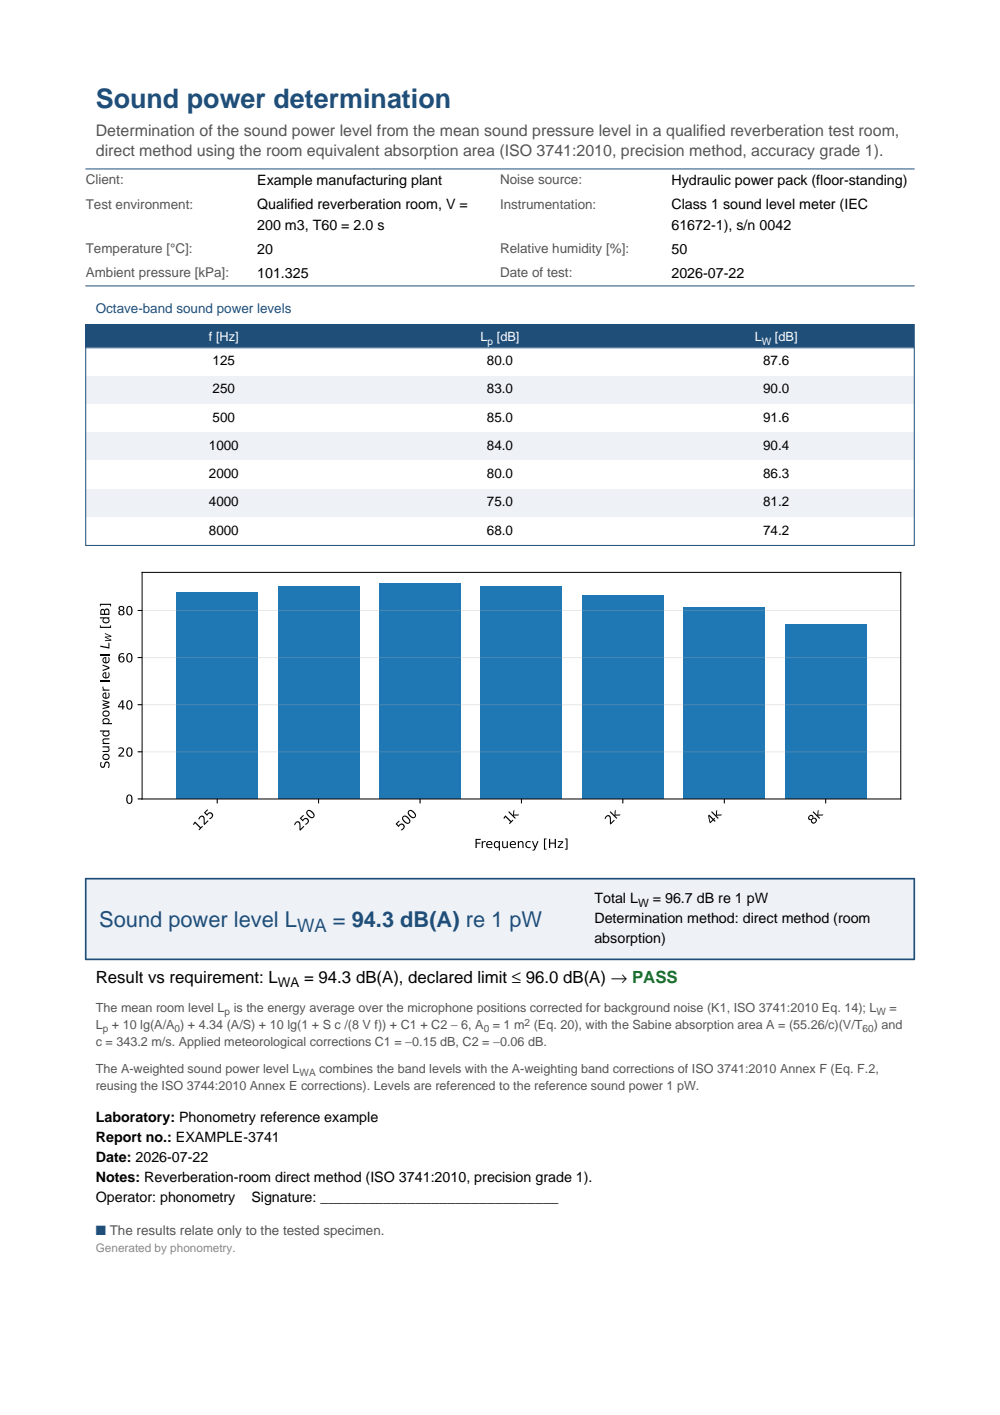 Sound power determination
Determination of the sound power level from the mean sound pressure level in a qualified reverberation test room,
direct method using the room equivalent absorption area (ISO 3741:2010, precision method, accuracy grade 1).
Client: Example manufacturing plant Noise source: Hydraulic power pack (floor-standing)
Test environment: Qualified reverberation room, V = Instrumentation: Class 1 sound level meter (IEC
200 m3, T60 = 2.0 s 61672-1), s/n 0042
Temperature [°C]: 20 Relative humidity [%]: 50
Ambient pressure [kPa]: 101.325 Date of test: 2026-07-22
Octave-band sound power levels
f [Hz] Lp [dB] LW [dB]
125 80.0 87.6
250 83.0 90.0
500 85.0 91.6
1000 84.0 90.4
2000 80.0 86.3
4000 75.0 81.2
8000 68.0 74.2
Sound power level LW [dB]
80
60
40
20
0
125 250 500 1k 2k 4k 8k
Frequency [Hz]
Sound power level LWA = 94.3 dB(A) re 1 pW
Total LW = 96.7 dB re 1 pW
Determination method: direct method (room
absorption)
Result vs requirement: LWA = 94.3 dB(A), declared limit ≤ 96.0 dB(A) → PASS
The mean room level Lp is the energy average over the microphone positions corrected for background noise (K1, ISO 3741:2010 Eq. 14); LW =
Lp + 10 lg(A/A0) + 4.34 (A/S) + 10 lg(1 + S c /(8 V f)) + C1 + C2 − 6, A0 = 1 m² (Eq. 20), with the Sabine absorption area A = (55.26/c)(V/T60) and
c = 343.2 m/s. Applied meteorological corrections C1 = −0.15 dB, C2 = −0.06 dB.
The A-weighted sound power level LWA combines the band levels with the A-weighting band corrections of ISO 3741:2010 Annex F (Eq. F.2,
reusing the ISO 3744:2010 Annex E corrections). Levels are referenced to the reference sound power 1 pW.
Laboratory: Phonometry reference example
Report no.: EXAMPLE-3741
Date: 2026-07-22
Notes: Reverberation-room direct method (ISO 3741:2010, precision grade 1).
Operator: phonometry Signature: ______________________________
■ The results relate only to the tested specimen.
Generated by phonometry.